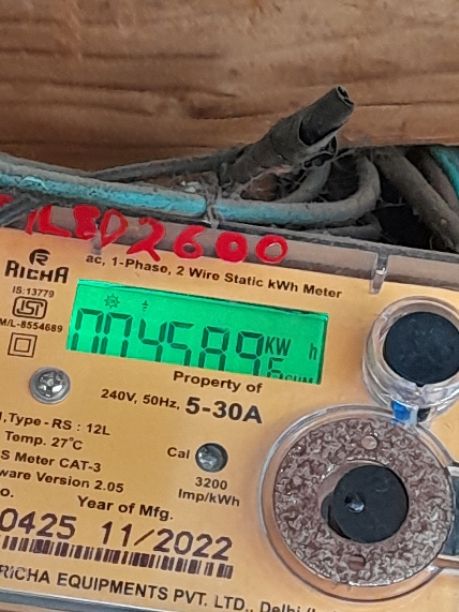 2600
RICHA
ac, 1-Phase, 2 Wire Static kWh Meter
IS:13779
ISI
M/L-8554689
004589 KW h
6
Property of
240V, 50Hz, 5-30A
Type - RS : 12L
Temp. 27°C
S Meter CAT-3
ware Version 2.05
Cal
3200
Imp/kWh
o.
Year of Mfg.
0425 11/2022
RICHA EQUIPMENTS PVT. LTD., Delhi